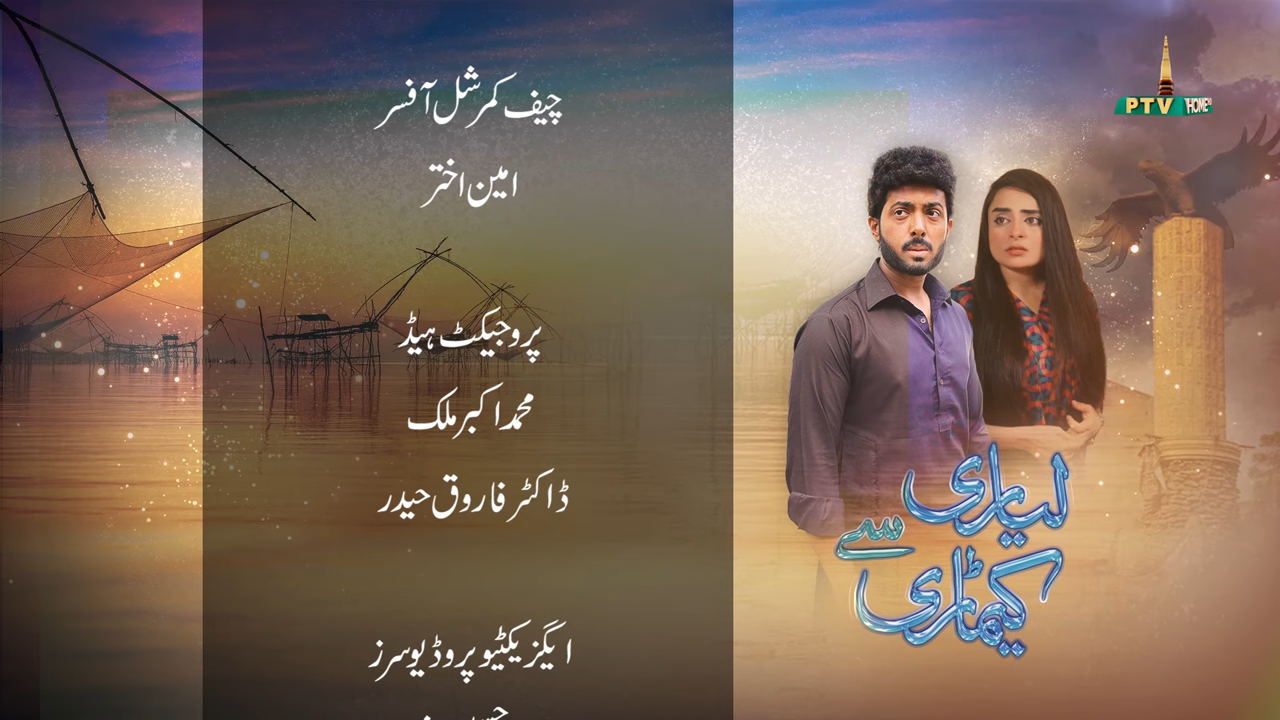 چیف کمرشل آفسر
امین اختر
پروجیکٹ ہیڈ
محمد اکبر ملک
ڈاکٹر فاروق حیدر
ایگزیکٹیو پروڈیوسرز
PTV HOME
لیاری
سے
کیماڑی